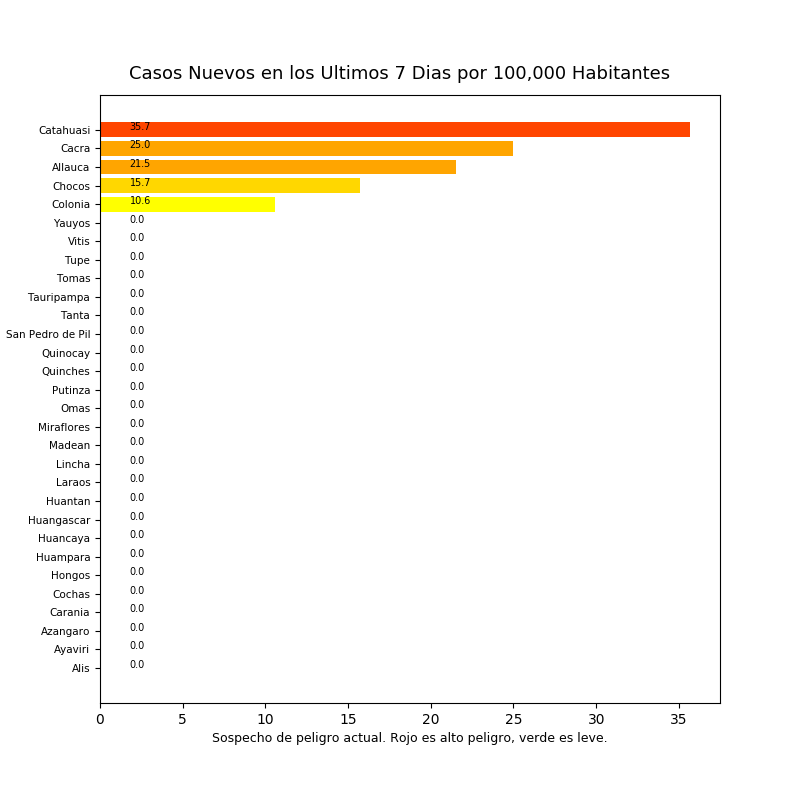 Casos Nuevos en los Ultimos 7 Dias por 100,000 Habitantes
Catahuasi 35.7
Cacra 25.0
Allauca 21.5
Chocos 15.7
Colonia 10.6
Yauyos 0.0
Vitis 0.0
Tupe 0.0
Tomas 0.0
Tauripampa 0.0
Tanta 0.0
San Pedro de Pil 0.0
Quinocay 0.0
Quinches 0.0
Putinza 0.0
Omas 0.0
Miraflores 0.0
Madean 0.0
Lincha 0.0
Laraos 0.0
Huantan 0.0
Huangascar 0.0
Huancaya 0.0
Huampara 0.0
Hongos 0.0
Cochas 0.0
Carania 0.0
Azangaro 0.0
Ayaviri 0.0
Alis 0.0
0 5 10 15 20 25 30 35
Sospecho de peligro actual. Rojo es alto peligro, verde es leve.